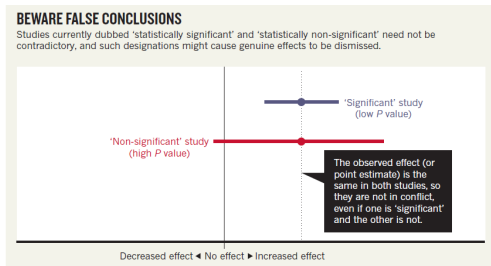 BEWARE FALSE CONCLUSIONS
Studies currently dubbed ‘statistically significant’ and ‘statistically non-significant’ need not be
contradictory, and such designations might cause genuine effects to be dismissed.
‘Significant’ study
(low P value)
‘Non-significant’ study
(high P value)
The observed effect (or
point estimate) is the
same in both studies, so
they are not in conflict,
even if one is ‘significant’
and the other is not.
Decreased effect ◀ No effect ▶ Increased effect